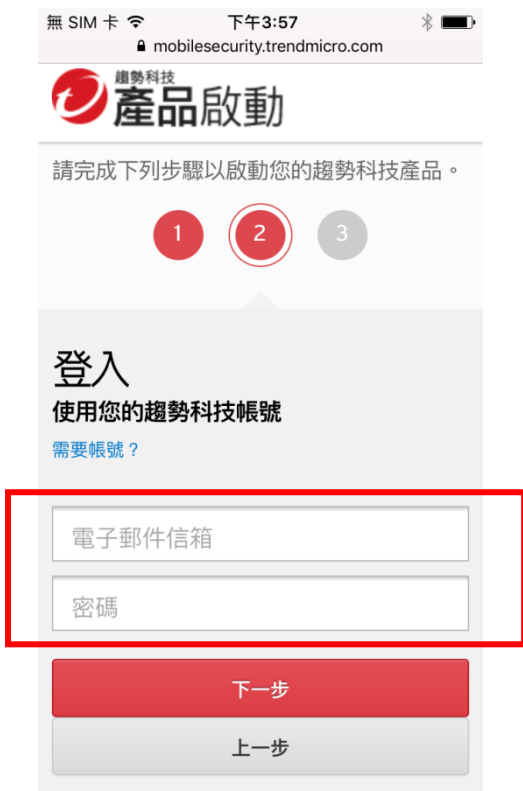 無 SIM 卡 下午3:57
mobilesecurity.trendmicro.com
趨勢科技
產品啟動
請完成下列步驟以啟動您的趨勢科技產品。
1 2 3
登入
使用您的趨勢科技帳號
需要帳號？
電子郵件信箱
密碼
下一步
上一步